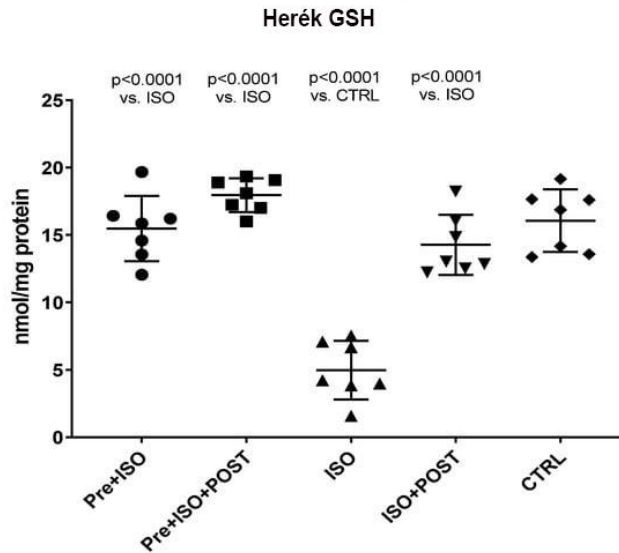 Herék GSH
p<0.0001 p<0.0001 p<0.0001 p<0.0001
vs. ISO vs. ISO vs. CTRL vs. ISO
25
20
15
10
5
0
nmol/mg protein
Pre+ISO
Pre+ISO+POST
ISO
ISO+POST
CTRL